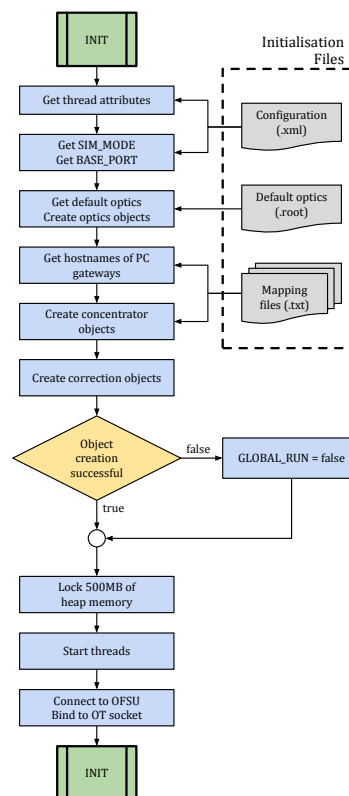 INIT
Initialisation
Files
Get thread attributes
Configuration
(.xml)
Get SIM_MODE
Get BASE_PORT
Get default optics
Create optics objects
Default optics
(.root)
Get hostnames of PC
gateways
Mapping
files (.txt)
Create concentrator
objects
Create correction objects
Object
creation
successful
false
GLOBAL_RUN = false
true
Lock 500MB of
heap memory
Start threads
Connect to OFSU
Bind to OT socket
INIT